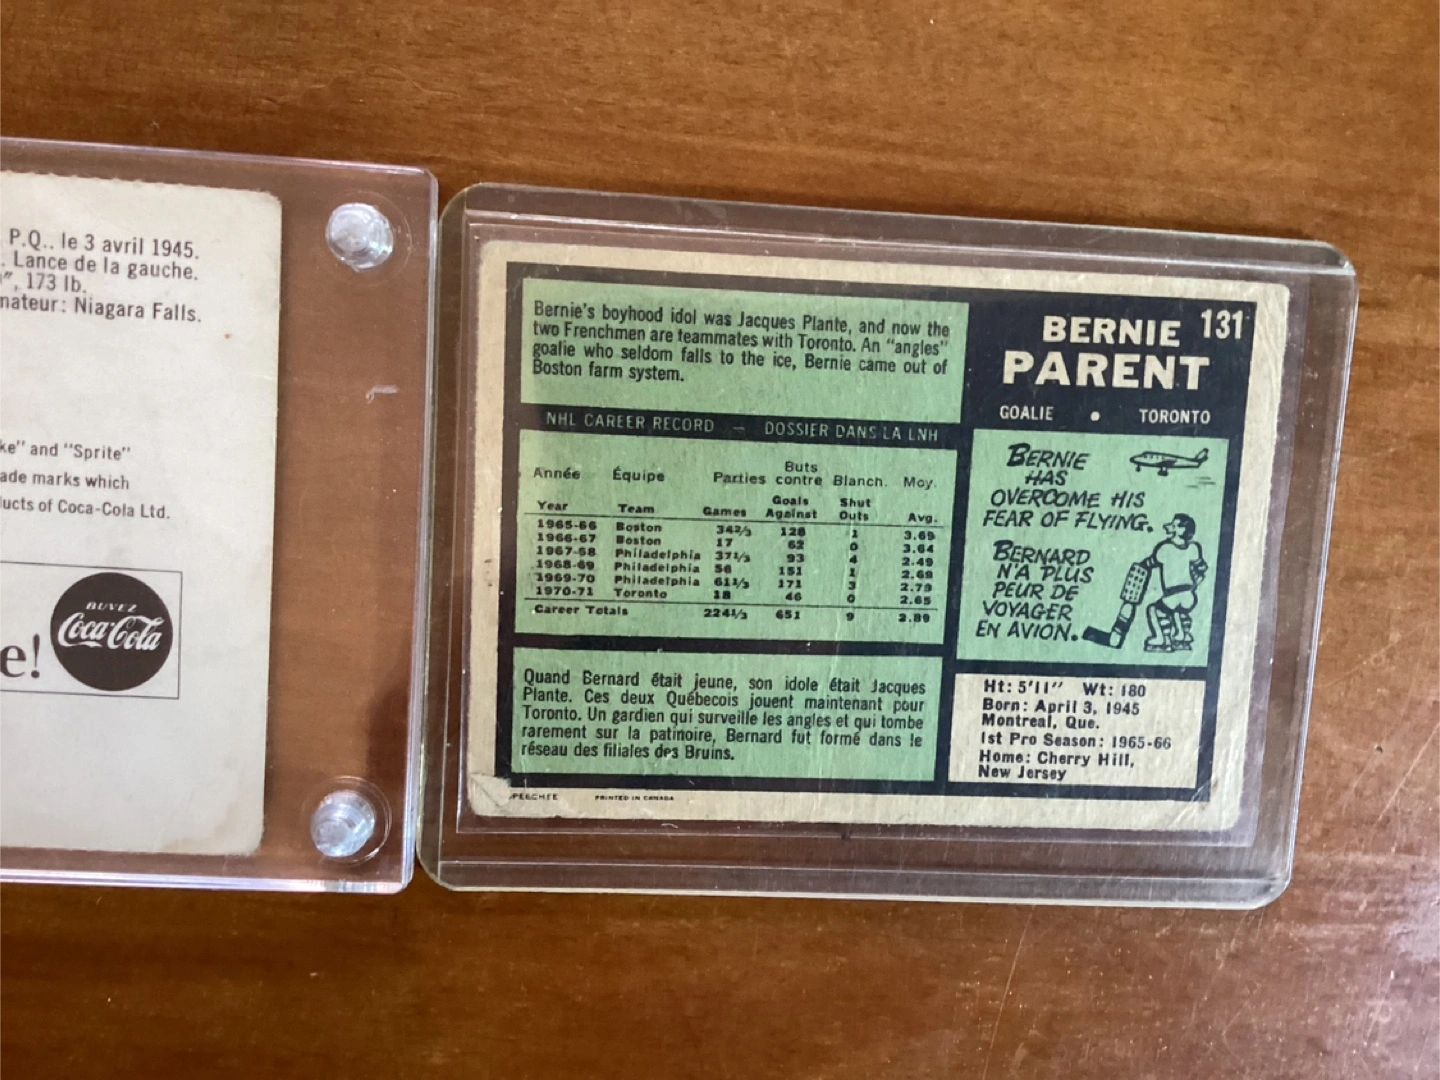 P.Q.. le 3 avril 1945.
. Lance de la gauche.
", 173 lb.
mateur: Niagara Falls.
ke" and "Sprite"
ade marks which
ucts of Coca-Cola Ltd.
e!
BUVEZ
Coca-Cola
Bernie's boyhood idol was Jacques Plante, and now the
two Frenchmen are teammates with Toronto. An "angles"
goalie who seldom falls to the ice, Bernie came out of
Boston farm system.
131
BERNIE
PARENT
GOALIE • TORONTO
NHL CAREER RECORD — DOSSIER DANS LA LNH
Année Équipe Parties Buts contre Blanch. Moy.
Year Team Games Goals Against Shut Outs Avg.
1965-66 Boston 342/3 128 1 3.69
1966-67 Boston 17 62 0 3.64
1967-68 Philadelphia 371/3 93 4 2.49
1968-69 Philadelphia 56 151 1 2.69
1969-70 Philadelphia 611/3 171 3 2.79
1970-71 Toronto 18 46 0 2.65
Career Totals 2241/3 651 9 2.89
BERNIE
HAS
OVERCOME HIS
FEAR OF FLYING.
BERNARD
N'A PLUS
PEUR DE
VOYAGER
EN AVION.
Quand Bernard était jeune, son idole était Jacques
Plante. Ces deux Québecois jouent maintenant pour
Toronto. Un gardien qui surveille les angles et qui tombe
rarement sur la patinoire, Bernard fut formé dans le
réseau des filiales des Bruins.
Ht: 5'11" Wt: 180
Born: April 3, 1945
Montreal, Que.
1st Pro Season: 1965-66
Home: Cherry Hill,
New Jersey
PEECHEE PRINTED IN CANADA